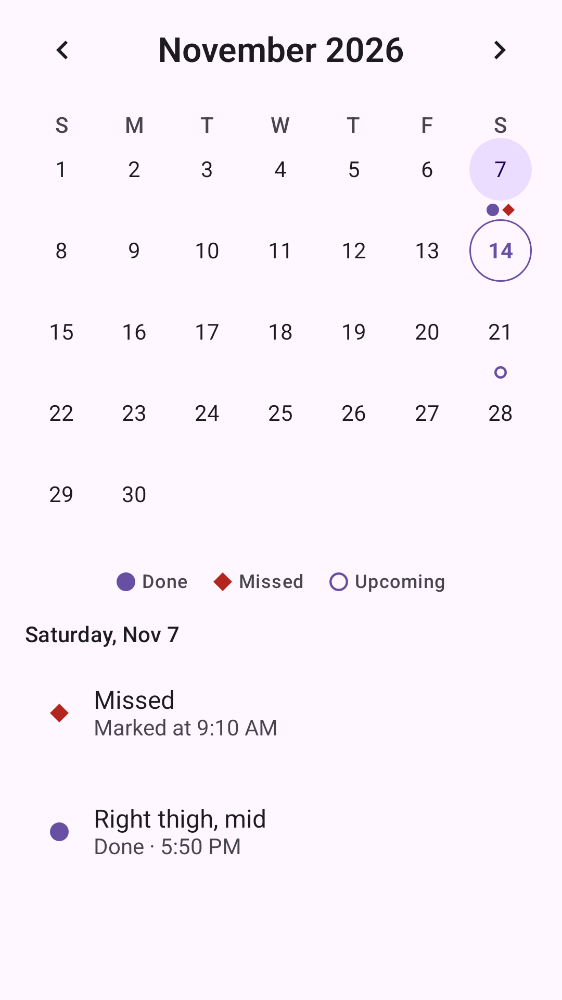 November 2026
S M T W T F S
1 2 3 4 5 6 7
8 9 10 11 12 13 14
15 16 17 18 19 20 21
22 23 24 25 26 27 28
29 30
Done Missed Upcoming
Saturday, Nov 7
Missed
Marked at 9:10 AM
Right thigh, mid
Done · 5:50 PM